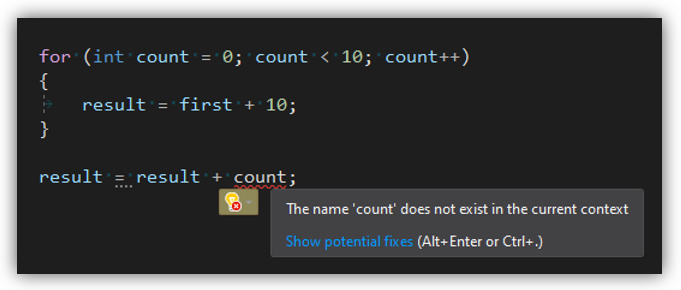 for (int count = 0; count < 10; count++)
{
result = first + 10;
}
result = result + count;
The name 'count' does not exist in the current context
Show potential fixes (Alt+Enter or Ctrl+.)